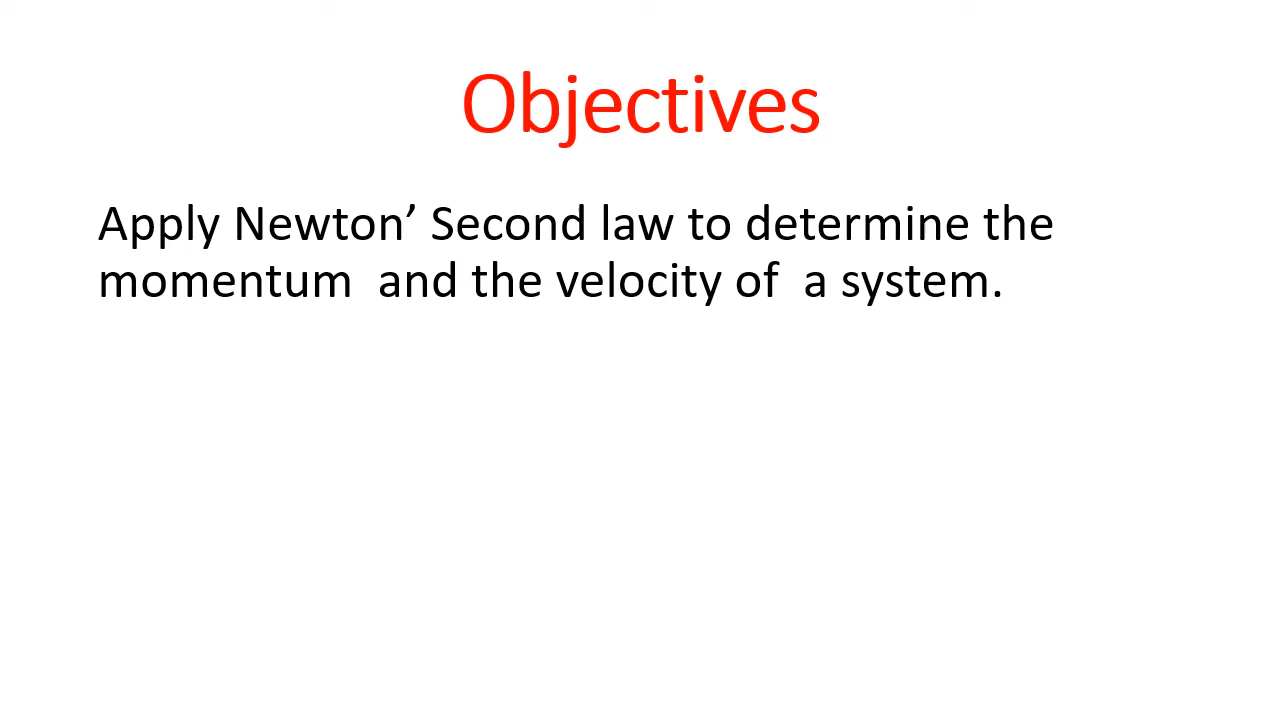 Objectives
Apply Newton’ Second law to determine the
momentum  and the velocity of  a system.